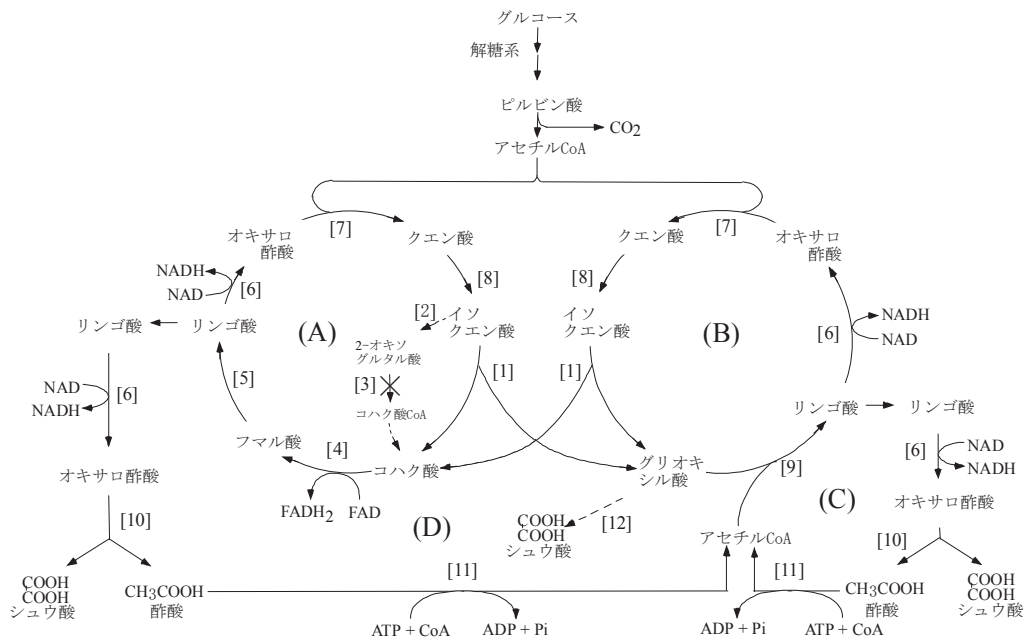 グルコース
解糖系
ピルビン酸
CO2
アセチルCoA
[7]
[7]
オキサロ
酢酸
クエン酸
クエン酸
オキサロ
酢酸
NADH
NAD
[6]
[8]
[8]
リンゴ酸
リンゴ酸
(A)
[2]
イソ
クエン酸
イソ
クエン酸
(B)
[6]
NADH
NAD
2-オキソ
グルタル酸
[5]
[3]
[1]
[1]
NAD
NADH
[6]
コハク酸CoA
リンゴ酸
リンゴ酸
フマル酸
[4]
コハク酸
グリオキ
シル酸
[9]
[6]
NAD
NADH
オキサロ酢酸
FADH2
FAD
(D)
(C)
オキサロ酢酸
[10]
[12]
COOH
COOH
シュウ酸
アセチルCoA
[10]
COOH
COOH
シュウ酸
CH3COOH
酢酸
[11]
[11]
CH3COOH
酢酸
COOH
COOH
シュウ酸
ATP + CoA
ADP + Pi
ADP + Pi
ATP + CoA